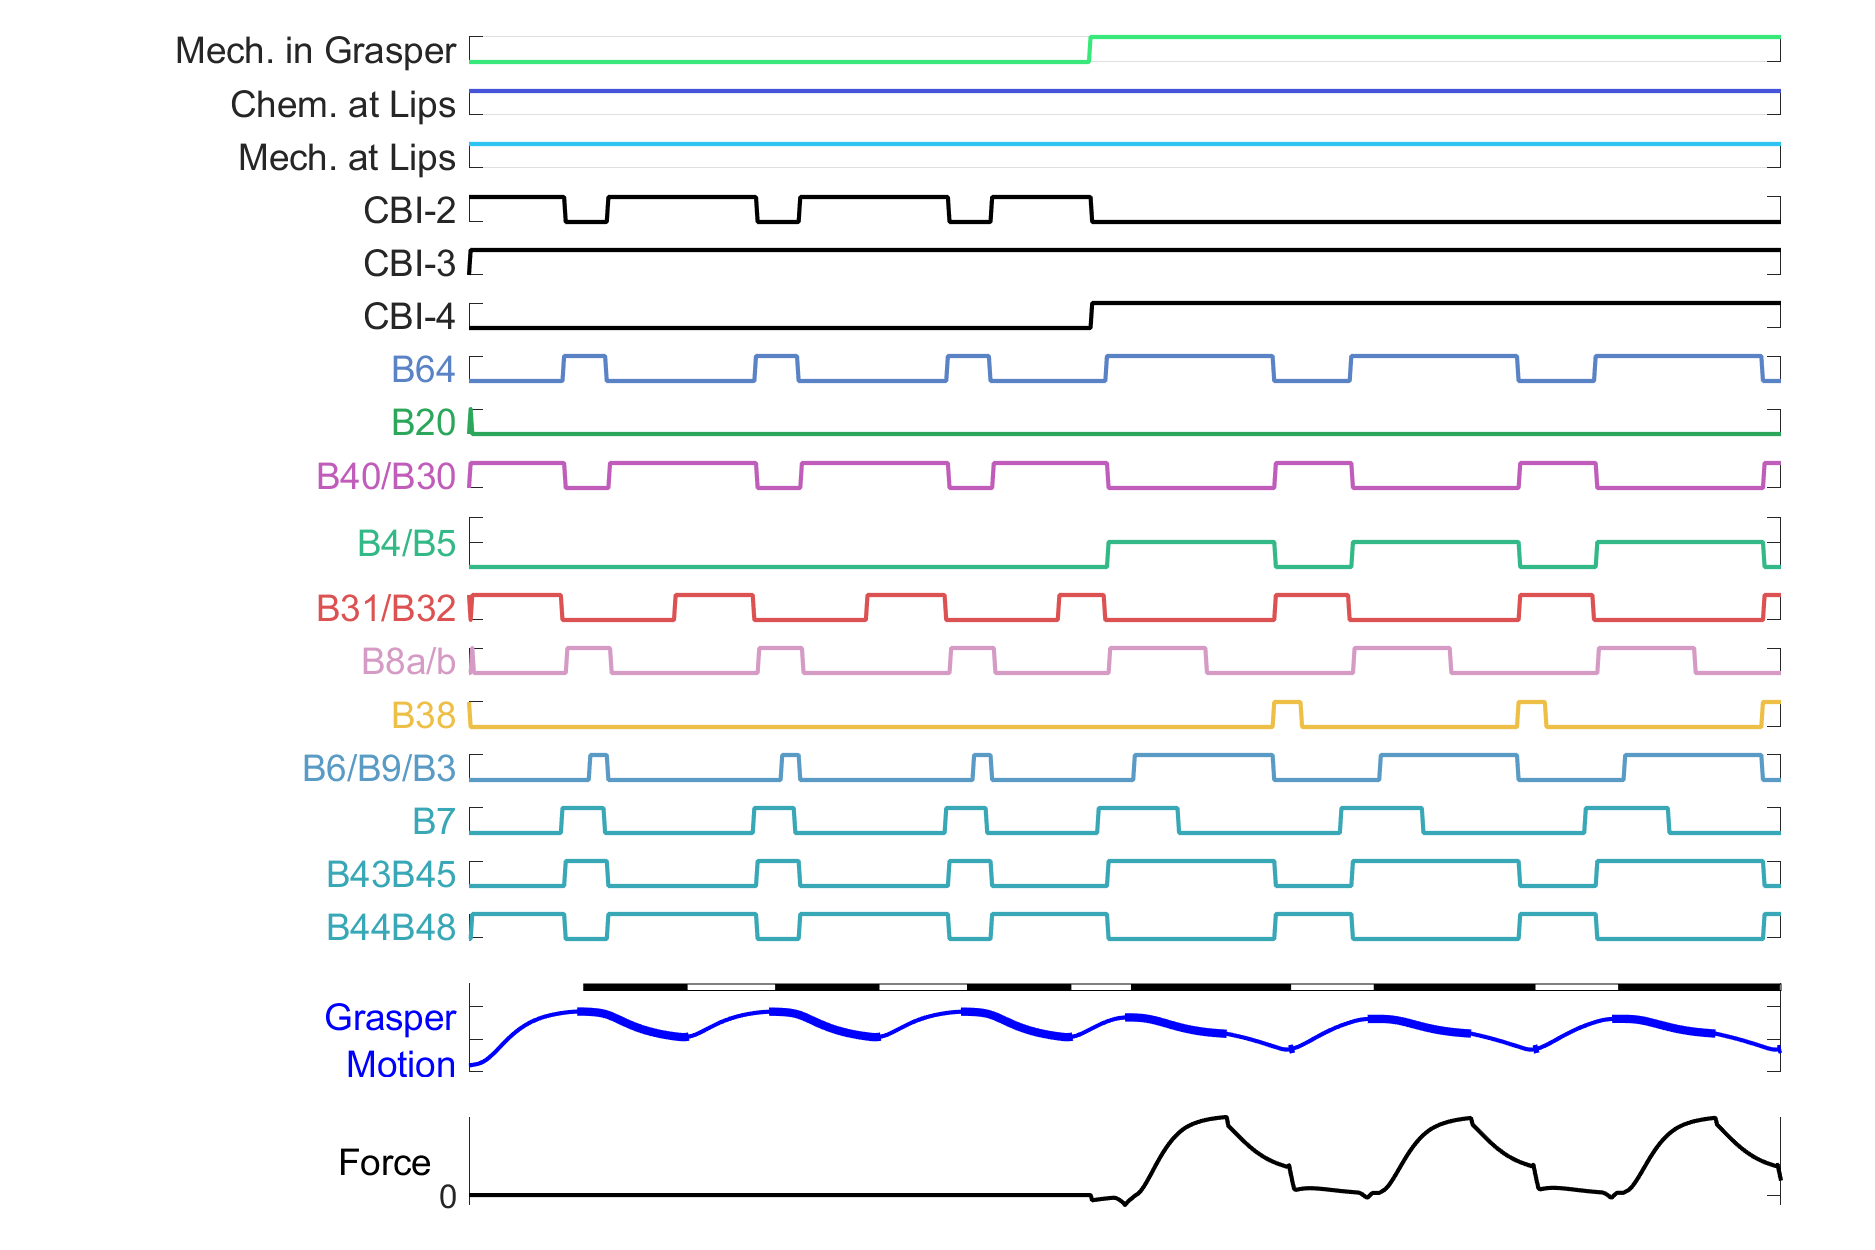 Mech. in Grasper
Chem. at Lips
Mech. at Lips
CBI-2
CBI-3
CBI-4
B64
B20
B40/B30
B4/B5
B31/B32
B8a/b
B38
B6/B9/B3
B7
B43B45
B44B48
Grasper
Motion
Force
0